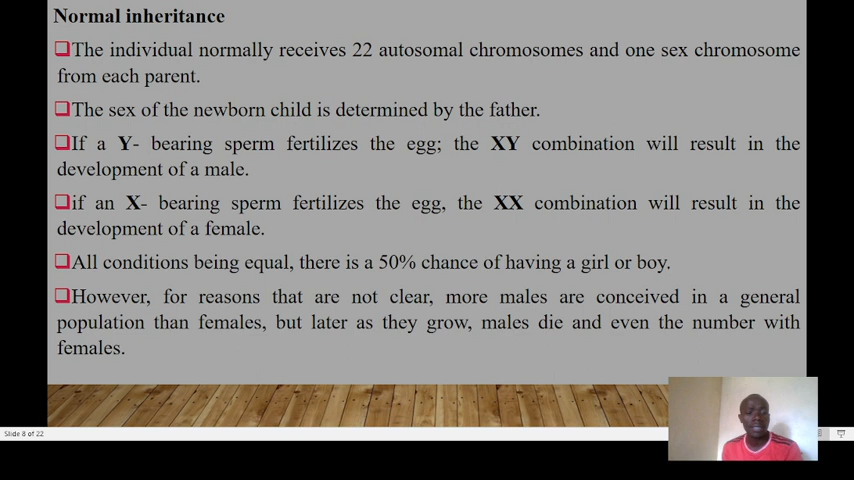 Normal inheritance
❑The individual normally receives 22 autosomal chromosomes and one sex chromosome
from each parent.
❑The sex of the newborn child is determined by the father.
❑If a Y- bearing sperm fertilizes the egg; the XY combination will result in the
development of a male.
❑if an X- bearing sperm fertilizes the egg, the XX combination will result in the
development of a female.
❑All conditions being equal, there is a 50% chance of having a girl or boy.
❑However, for reasons that are not clear, more males are conceived in a general
population than females, but later as they grow, males die and even the number with
females.
Slide 8 of 22